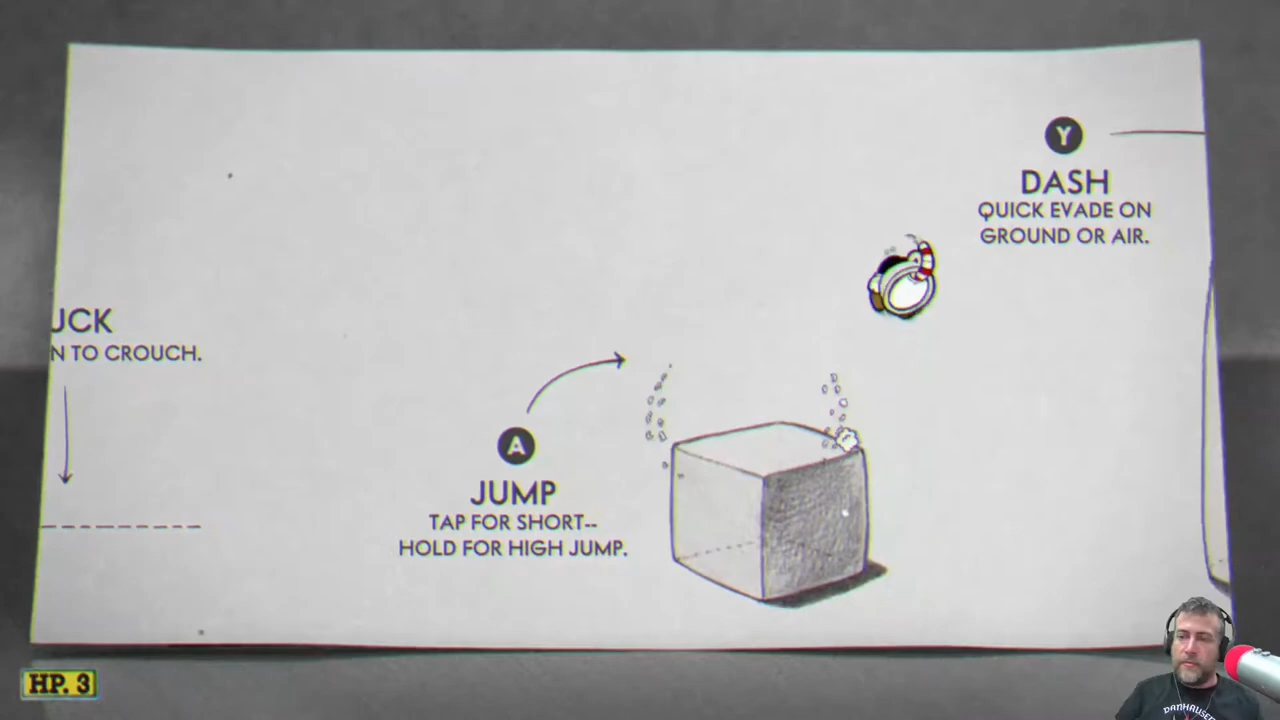 Y
DASH
QUICK EVADE ON
GROUND OR AIR.
UCK
N TO CROUCH.
A
JUMP
TAP FOR SHORT--
HOLD FOR HIGH JUMP.
HP. 3
DANHAUSEN